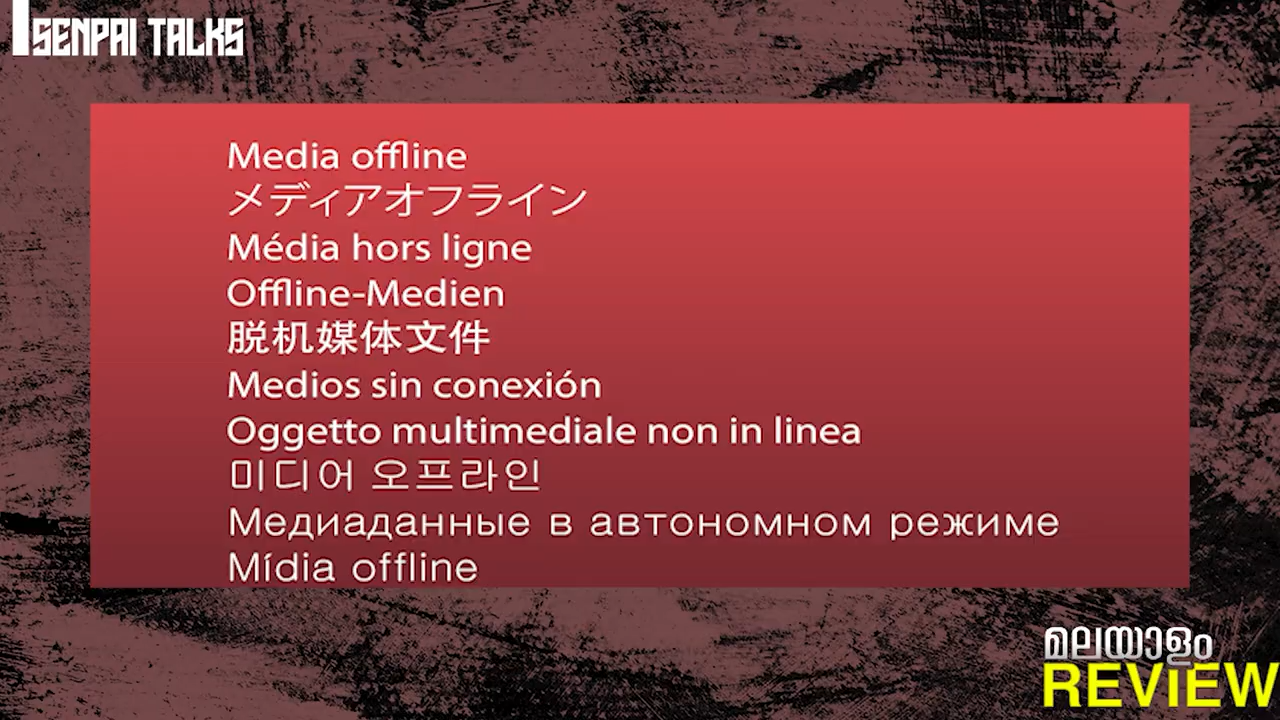 SENPAI TALKS
Media offline
メディアオフライン
Média hors ligne
Offline-Medien
脱机媒体文件
Medios sin conexión
Oggetto multimediale non in linea
미디어 오프라인
Медиаданные в автономном режиме
Mídia offline
മലയാളം
REVIEW